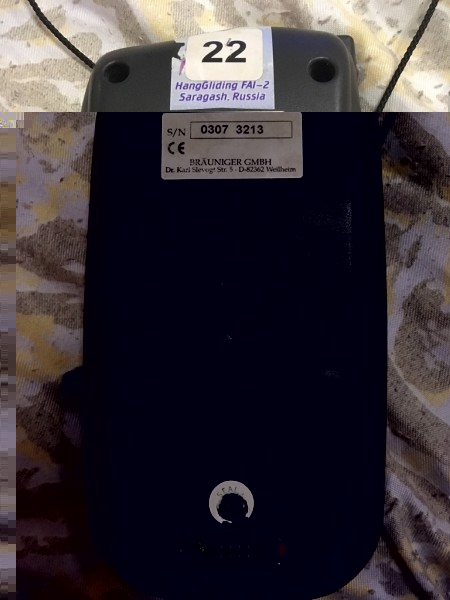 22
HangGliding FAI-2
Saragash, Russia
S/N 0307 3213
CE
BRÄUNIGER GMBH
Dr. Karl Slevogt Str. 5 - D-82362 Weilheim